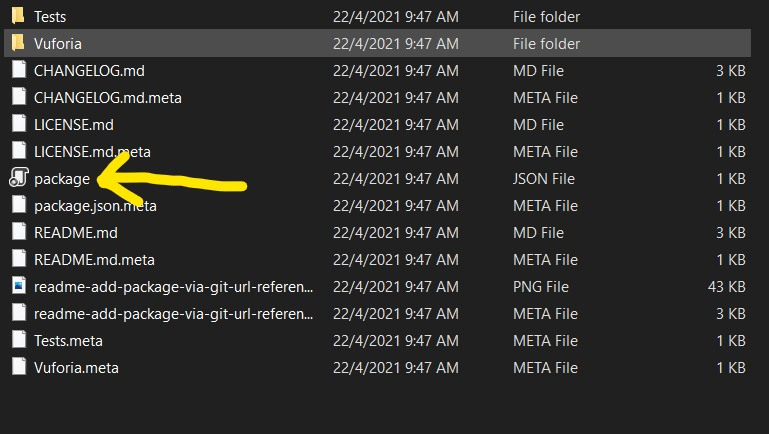 Tests 22/4/2021 9:47 AM File folder
Vuforia 22/4/2021 9:47 AM File folder
CHANGELOG.md 22/4/2021 9:47 AM MD File 3 KB
CHANGELOG.md.meta 22/4/2021 9:47 AM META File 1 KB
LICENSE.md 22/4/2021 9:47 AM MD File 1 KB
LICENSE.md.meta 22/4/2021 9:47 AM META File 1 KB
package 22/4/2021 9:47 AM JSON File 1 KB
package.json.meta 22/4/2021 9:47 AM META File 1 KB
README.md 22/4/2021 9:47 AM MD File 3 KB
README.md.meta 22/4/2021 9:47 AM META File 1 KB
readme-add-package-via-git-url-referen... 22/4/2021 9:47 AM PNG File 43 KB
readme-add-package-via-git-url-referen... 22/4/2021 9:47 AM META File 3 KB
Tests.meta 22/4/2021 9:47 AM META File 1 KB
Vuforia.meta 22/4/2021 9:47 AM META File 1 KB